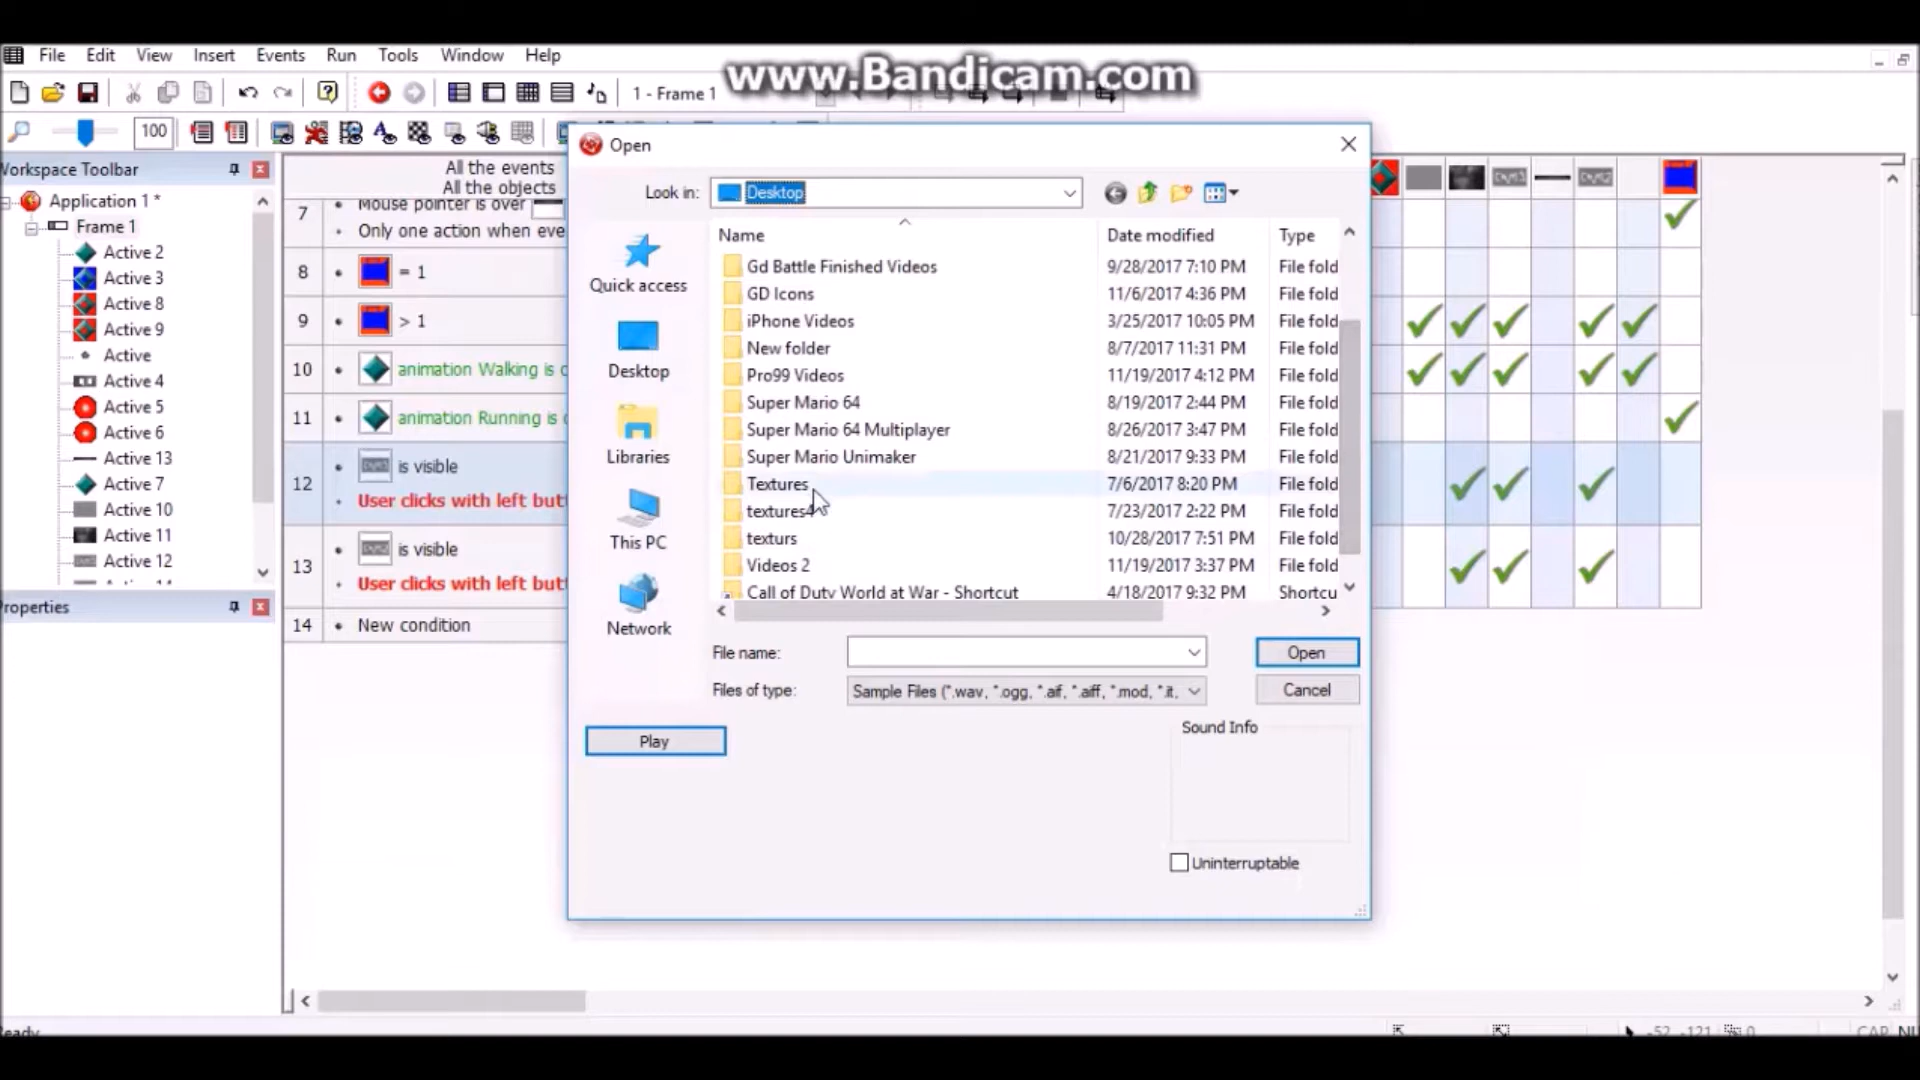 File Edit View Insert Events Run Tools Window Help
www.Bandicam.com
1 - Frame 1
100
Workspace Toolbar
Application 1 *
Frame 1
Active 2
Active 3
Active 8
Active 9
Active
Active 4
Active 5
Active 6
Active 13
Active 7
Active 10
Active 11
Active 12
Properties
All the events
All the objects
7 • Mouse pointer is over
• Only one action when eve
8 • = 1
9 • > 1
10 • animation Walking is
11 • animation Running is
12 • is visible
• User clicks with left butt
13 • is visible
• User clicks with left butt
14 • New condition
Open
Look in: Desktop
Quick access
Desktop
Libraries
This PC
Network
Name Date modified Type
Gd Battle Finished Videos 9/28/2017 7:10 PM File fold
GD Icons 11/6/2017 4:36 PM File fold
iPhone Videos 3/25/2017 10:05 PM File fold
New folder 8/7/2017 11:31 PM File fold
Pro99 Videos 11/19/2017 4:12 PM File fold
Super Mario 64 8/19/2017 2:44 PM File fold
Super Mario 64 Multiplayer 8/26/2017 3:47 PM File fold
Super Mario Unimaker 8/21/2017 9:33 PM File fold
Textures 7/6/2017 8:20 PM File fold
textures 7/23/2017 2:22 PM File fold
texturs 10/28/2017 7:51 PM File fold
Videos 2 11/19/2017 3:37 PM File fold
Call of Duty World at War - Shortcut 4/18/2017 9:32 PM Shortcu
File name:
Open
Files of type: Sample Files (*.wav, *.ogg, *.aif, *.aiff, *.mod, *.it,
Cancel
Play
Sound Info
Uninterruptable
-52, -121
0
CAP